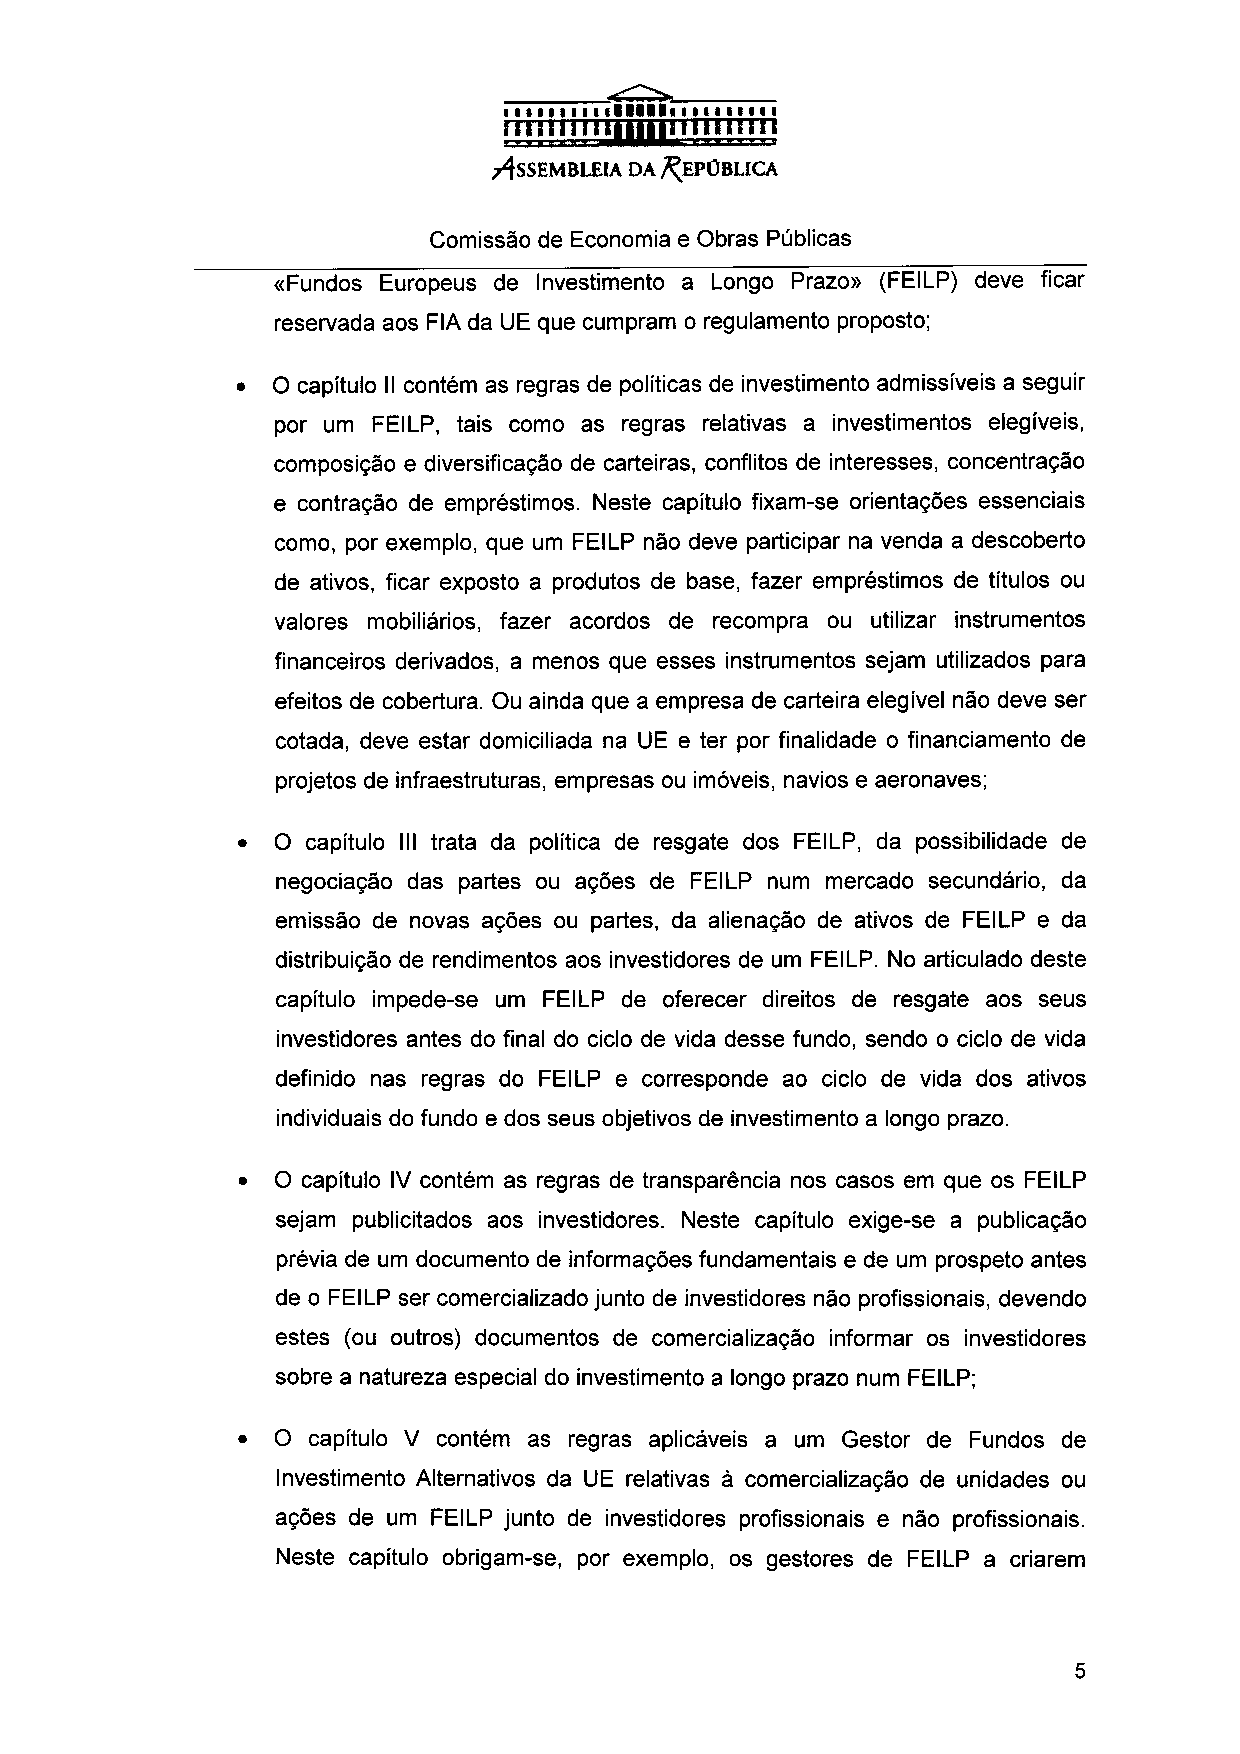 ASSEMBLEIA DA REPÚBLICA
Comissão de Economia e Obras Públicas
«Fundos Europeus de Investimento a Longo Prazo» (FEILP) deve ficar
reservada aos FIA da UE que cumpram o regulamento proposto;
• O capítulo II contém as regras de políticas de investimento admissíveis a seguir
por um FEILP, tais como as regras relativas a investimentos elegíveis,
composição e diversificação de carteiras, conflitos de interesses, concentração
e contração de empréstimos. Neste capítulo fixam-se orientações essenciais
como, por exemplo, que um FEILP não deve participar na venda a descoberto
de ativos, ficar exposto a produtos de base, fazer empréstimos de títulos ou
valores mobiliários, fazer acordos de recompra ou utilizar instrumentos
financeiros derivados, a menos que esses instrumentos sejam utilizados para
efeitos de cobertura. Ou ainda que a empresa de carteira elegível não deve ser
cotada, deve estar domiciliada na UE e ter por finalidade o financiamento de
projetos de infraestruturas, empresas ou imóveis, navios e aeronaves;
• O capítulo III trata da política de resgate dos FEILP, da possibilidade de
negociação das partes ou ações de FEILP num mercado secundário, da
emissão de novas ações ou partes, da alienação de ativos de FEILP e da
distribuição de rendimentos aos investidores de um FEILP. No articulado deste
capítulo impede-se um FEILP de oferecer direitos de resgate aos seus
investidores antes do final do ciclo de vida desse fundo, sendo o ciclo de vida
definido nas regras do FEILP e corresponde ao ciclo de vida dos ativos
individuais do fundo e dos seus objetivos de investimento a longo prazo.
• O capítulo IV contém as regras de transparência nos casos em que os FEILP
sejam publicitados aos investidores. Neste capítulo exige-se a publicação
prévia de um documento de informações fundamentais e de um prospeto antes
de o FEILP ser comercializado junto de investidores não profissionais, devendo
estes (ou outros) documentos de comercialização informar os investidores
sobre a natureza especial do investimento a longo prazo num FEILP;
• O capítulo V contém as regras aplicáveis a um Gestor de Fundos de
Investimento Alternativos da UE relativas à comercialização de unidades ou
ações de um FEILP junto de investidores profissionais e não profissionais.
Neste capítulo obrigam-se, por exemplo, os gestores de FEILP a criarem
5